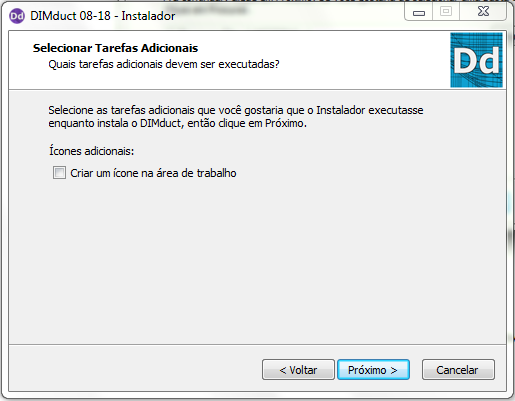 Dd DIMduct 08-18 - Instalador
Selecionar Tarefas Adicionais
Quais tarefas adicionais devem ser executadas?
Dd
Selecione as tarefas adicionais que você gostaria que o Instalador executasse
enquanto instala o DIMduct, então clique em Próximo.
Ícones adicionais:
Criar um ícone na área de trabalho
< Voltar
Próximo >
Cancelar